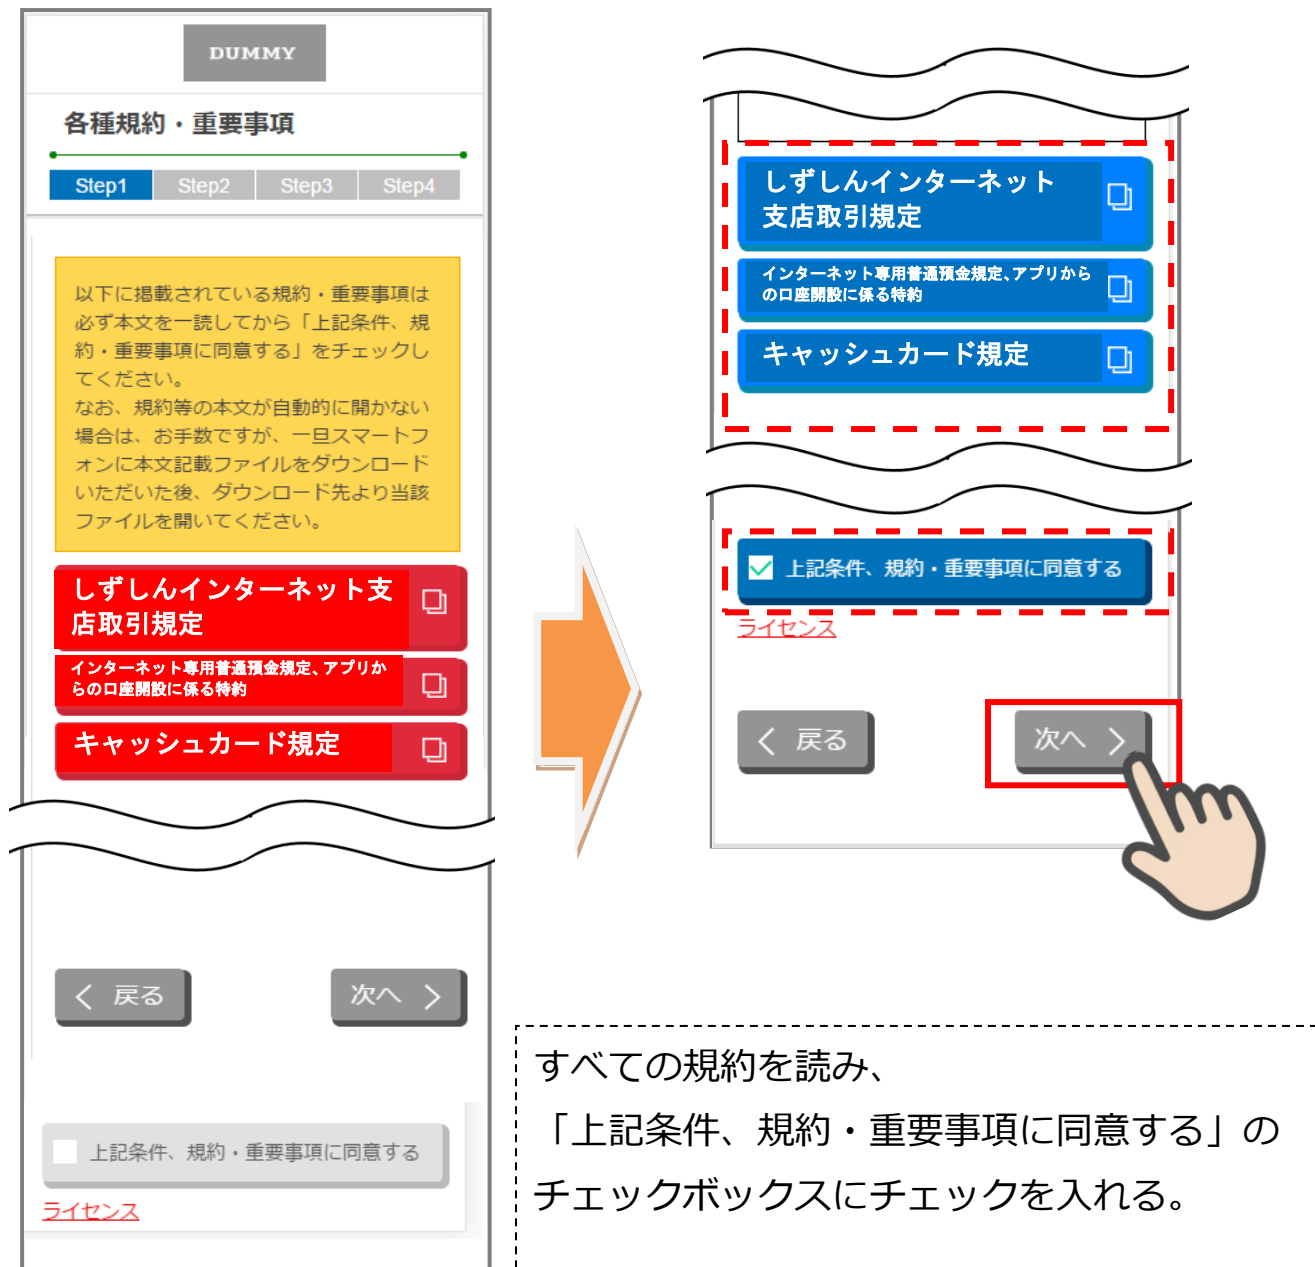 DUMMY
各種規約・重要事項
Step1 Step2 Step3 Step4
以下に掲載されている規約・重要事項は
必ず本文を一読してから「上記条件、規
約・重要事項に同意する」をチェックし
てください。
なお、規約等の本文が自動的に開かない
場合は、お手数ですが、一旦スマートフ
ォンに本文記載ファイルをダウンロード
いただいた後、ダウンロード先より当該
ファイルを開いてください。
しずしんインターネット支
店取引規定
インターネット専用普通預金規定、アプリか
らの口座開設に係る特約
キャッシュカード規定
戻る 次へ
上記条件、規約・重要事項に同意する
ライセンス
しずしんインターネット
支店取引規定
インターネット専用普通預金規定、アプリから
の口座開設に係る特約
キャッシュカード規定
上記条件、規約・重要事項に同意する
ライセンス
戻る 次へ
すべての規約を読み、
「上記条件、規約・重要事項に同意する」の
チェックボックスにチェックを入れる。